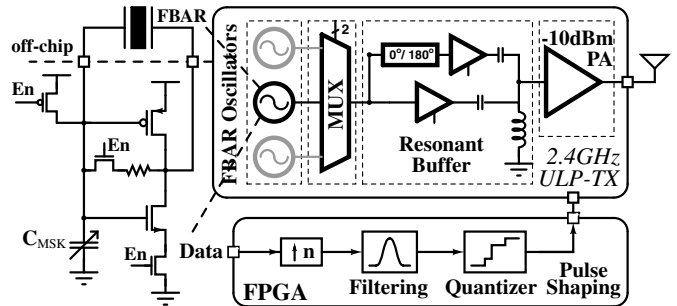 FBAR
off-chip
En
En
C_MSK
En
Data
FBAR Oscillators
2
MUX
0°/ 180°
Resonant
Buffer
-10dBm
PA
2.4GHz
ULP-TX
n
Filtering
Quantizer
Pulse
Shaping
FPGA